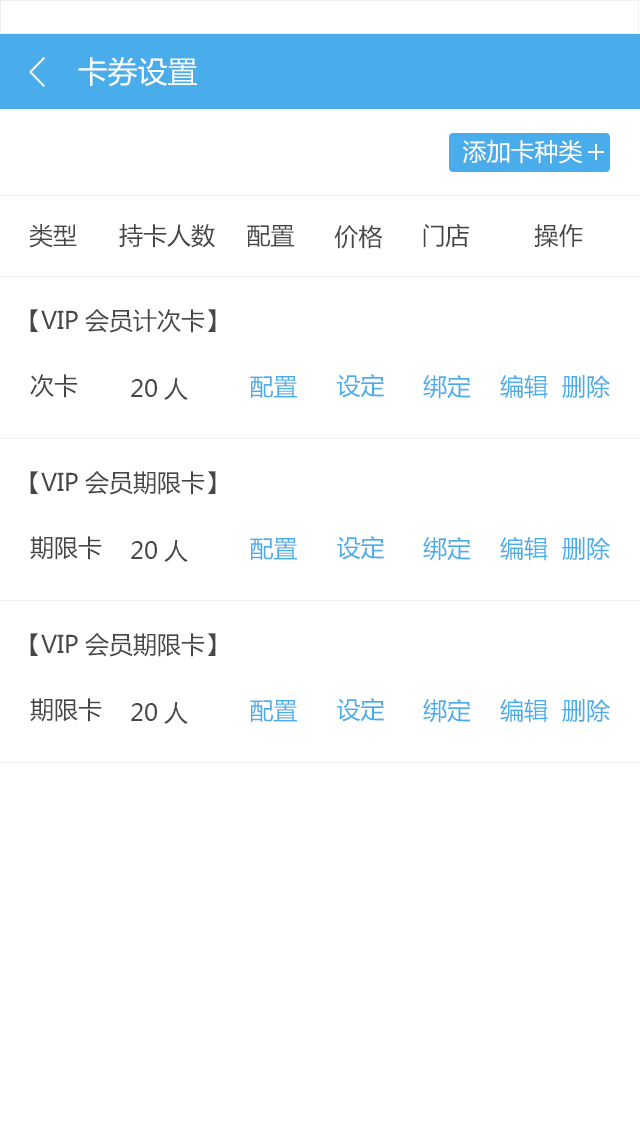 卡券设置
添加卡种类+
类型 持卡人数 配置 价格 门店 操作
【VIP 会员计次卡】
次卡 20 人 配置 设定 绑定 编辑 删除
【VIP 会员期限卡】
期限卡 20 人 配置 设定 绑定 编辑 删除
【VIP 会员期限卡】
期限卡 20 人 配置 设定 绑定 编辑 删除